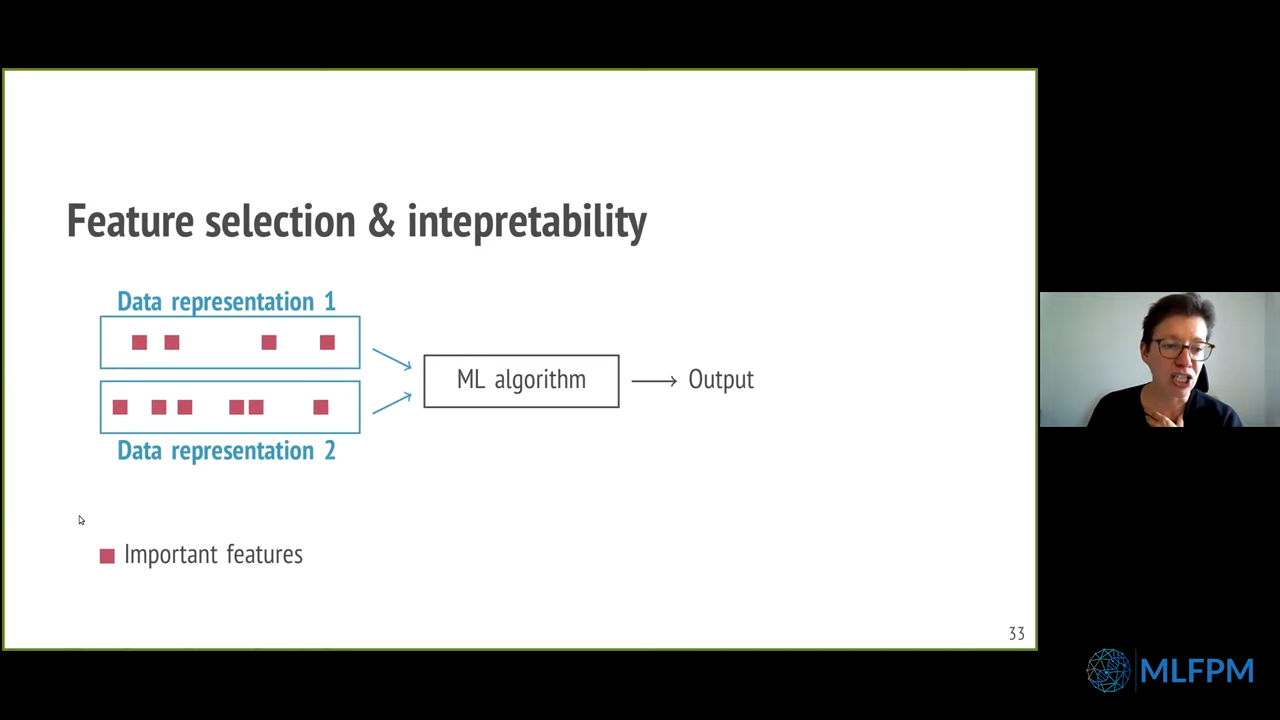 Feature selection & intepretability
Data representation 1
ML algorithm
Output
Data representation 2
Important features
33
MLFPM